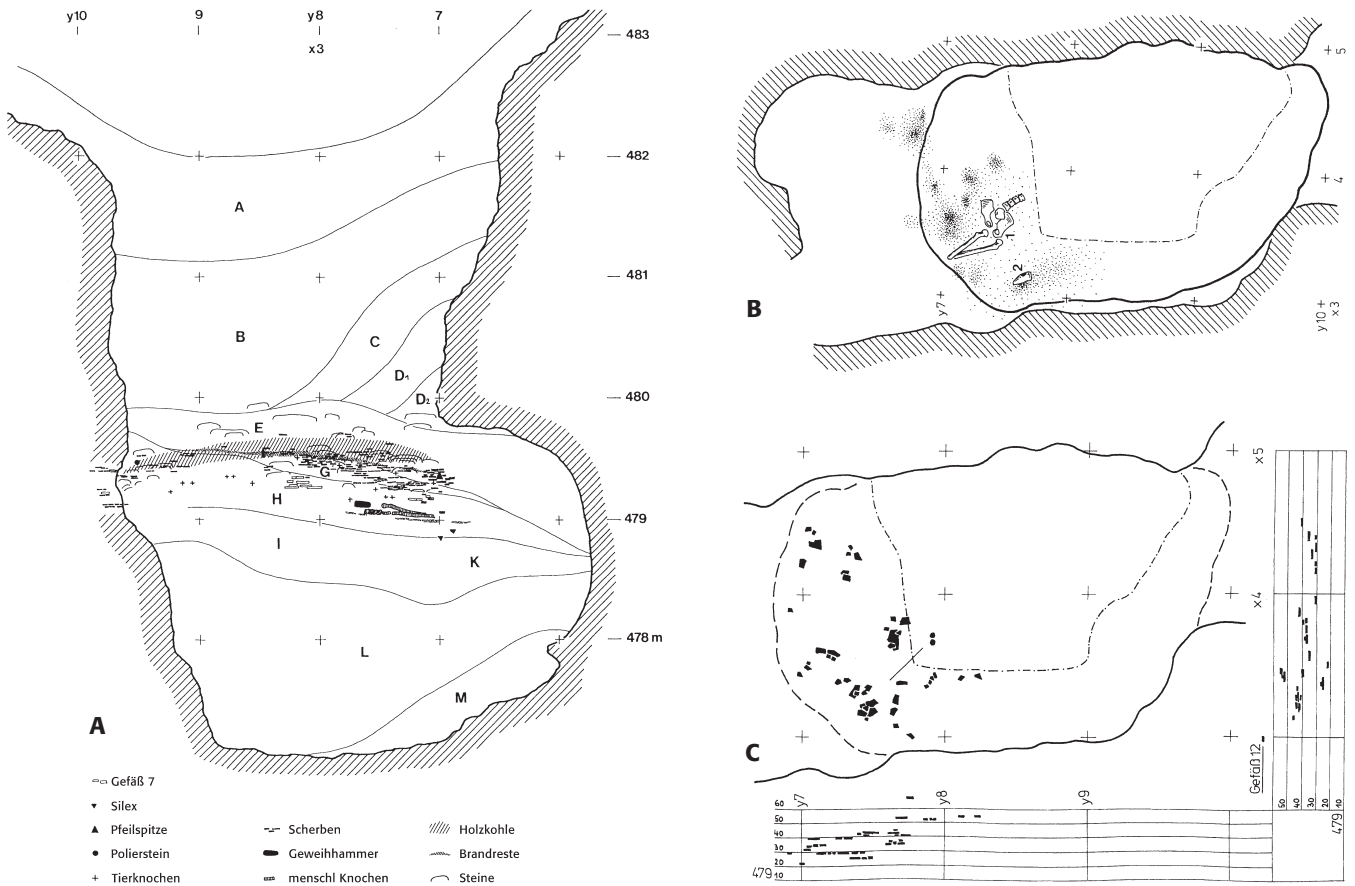 y10 9 y8 7
x3
483
482
481
480
479
478 m
A
B
C
D₁
D₂
E
G
H
I
K
L
M
A
Gefäß 7
Silex
Pfeilspitze
Polierstein
Tierknochen
Scherben
Geweihhammer
menschl Knochen
Holzkohle
Brandreste
Steine
B
5
4
y7
y10
x3
1
2
C
x5
x4
Gefäß 12
y7 y8 y9
60
50
40
30
20
479 10
50 40 30 20 10
479